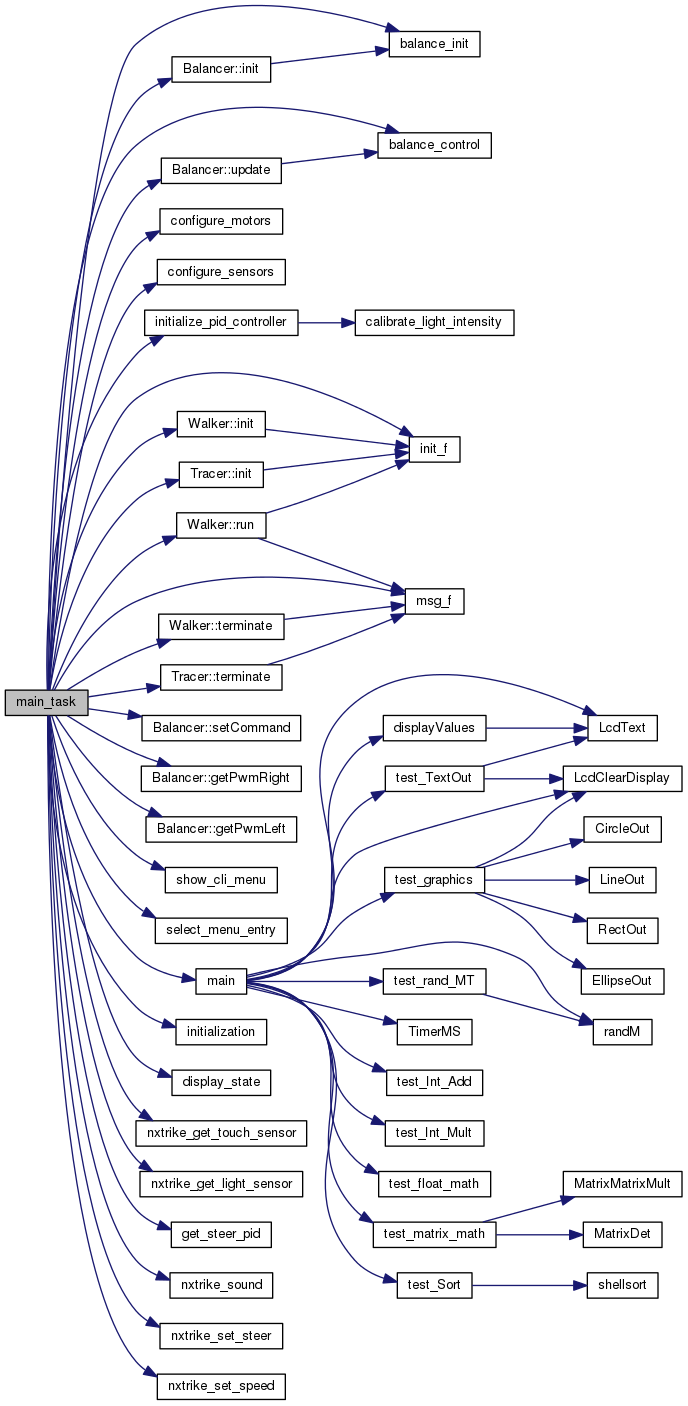 balance_init
Balancer::init
balance_control
Balancer::update
configure_motors
configure_sensors
initialize_pid_controller
calibrate_light_intensity
Walker::init
init_f
Tracer::init
Walker::run
msg_f
Walker::terminate
Tracer::terminate
main_task
Balancer::setCommand
displayValues
LcdText
Balancer::getPwmRight
test_TextOut
LcdClearDisplay
Balancer::getPwmLeft
CircleOut
show_cli_menu
test_graphics
LineOut
select_menu_entry
RectOut
main
test_rand_MT
EllipseOut
initialization
TimerMS
randM
display_state
test_Int_Add
nxtrike_get_touch_sensor
test_Int_Mult
nxtrike_get_light_sensor
test_float_math
MatrixMatrixMult
get_steer_pid
test_matrix_math
MatrixDet
nxtrike_sound
test_Sort
shellsort
nxtrike_set_steer
nxtrike_set_speed